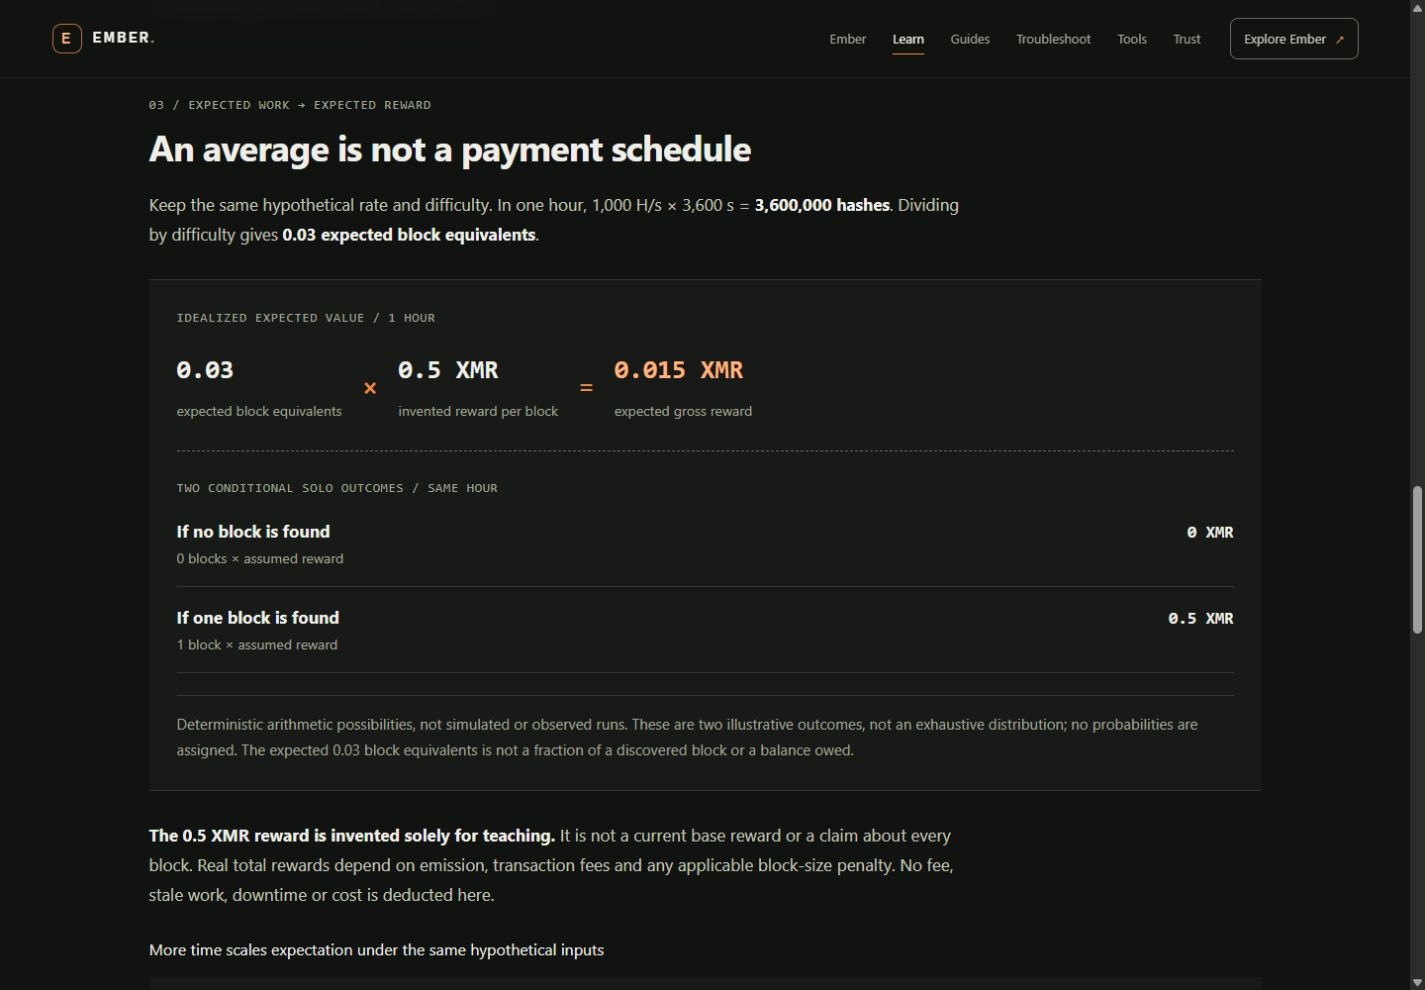 E EMBER.
Ember Learn Guides Troubleshoot Tools Trust Explore Ember ↗
03 / EXPECTED WORK → EXPECTED REWARD
An average is not a payment schedule
Keep the same hypothetical rate and difficulty. In one hour, 1,000 H/s × 3,600 s = 3,600,000 hashes. Dividing
by difficulty gives 0.03 expected block equivalents.
IDEALIZED EXPECTED VALUE / 1 HOUR
0.03 × 0.5 XMR = 0.015 XMR
expected block equivalents invented reward per block expected gross reward
TWO CONDITIONAL SOLO OUTCOMES / SAME HOUR
If no block is found 0 XMR
0 blocks × assumed reward
If one block is found 0.5 XMR
1 block × assumed reward
Deterministic arithmetic possibilities, not simulated or observed runs. These are two illustrative outcomes, not an exhaustive distribution; no probabilities are
assigned. The expected 0.03 block equivalents is not a fraction of a discovered block or a balance owed.
The 0.5 XMR reward is invented solely for teaching. It is not a current base reward or a claim about every
block. Real total rewards depend on emission, transaction fees and any applicable block-size penalty. No fee,
stale work, downtime or cost is deducted here.
More time scales expectation under the same hypothetical inputs